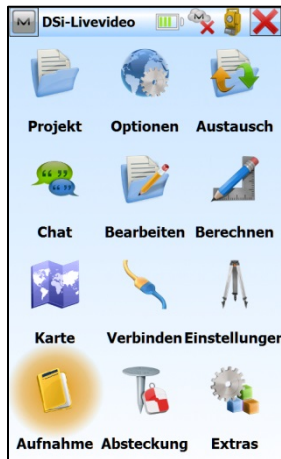 DSi-Livevideo
Projekt Optionen Austausch
Chat Bearbeiten Berechnen
Karte Verbinden Einstellunger
Aufnahme Absteckung Extras